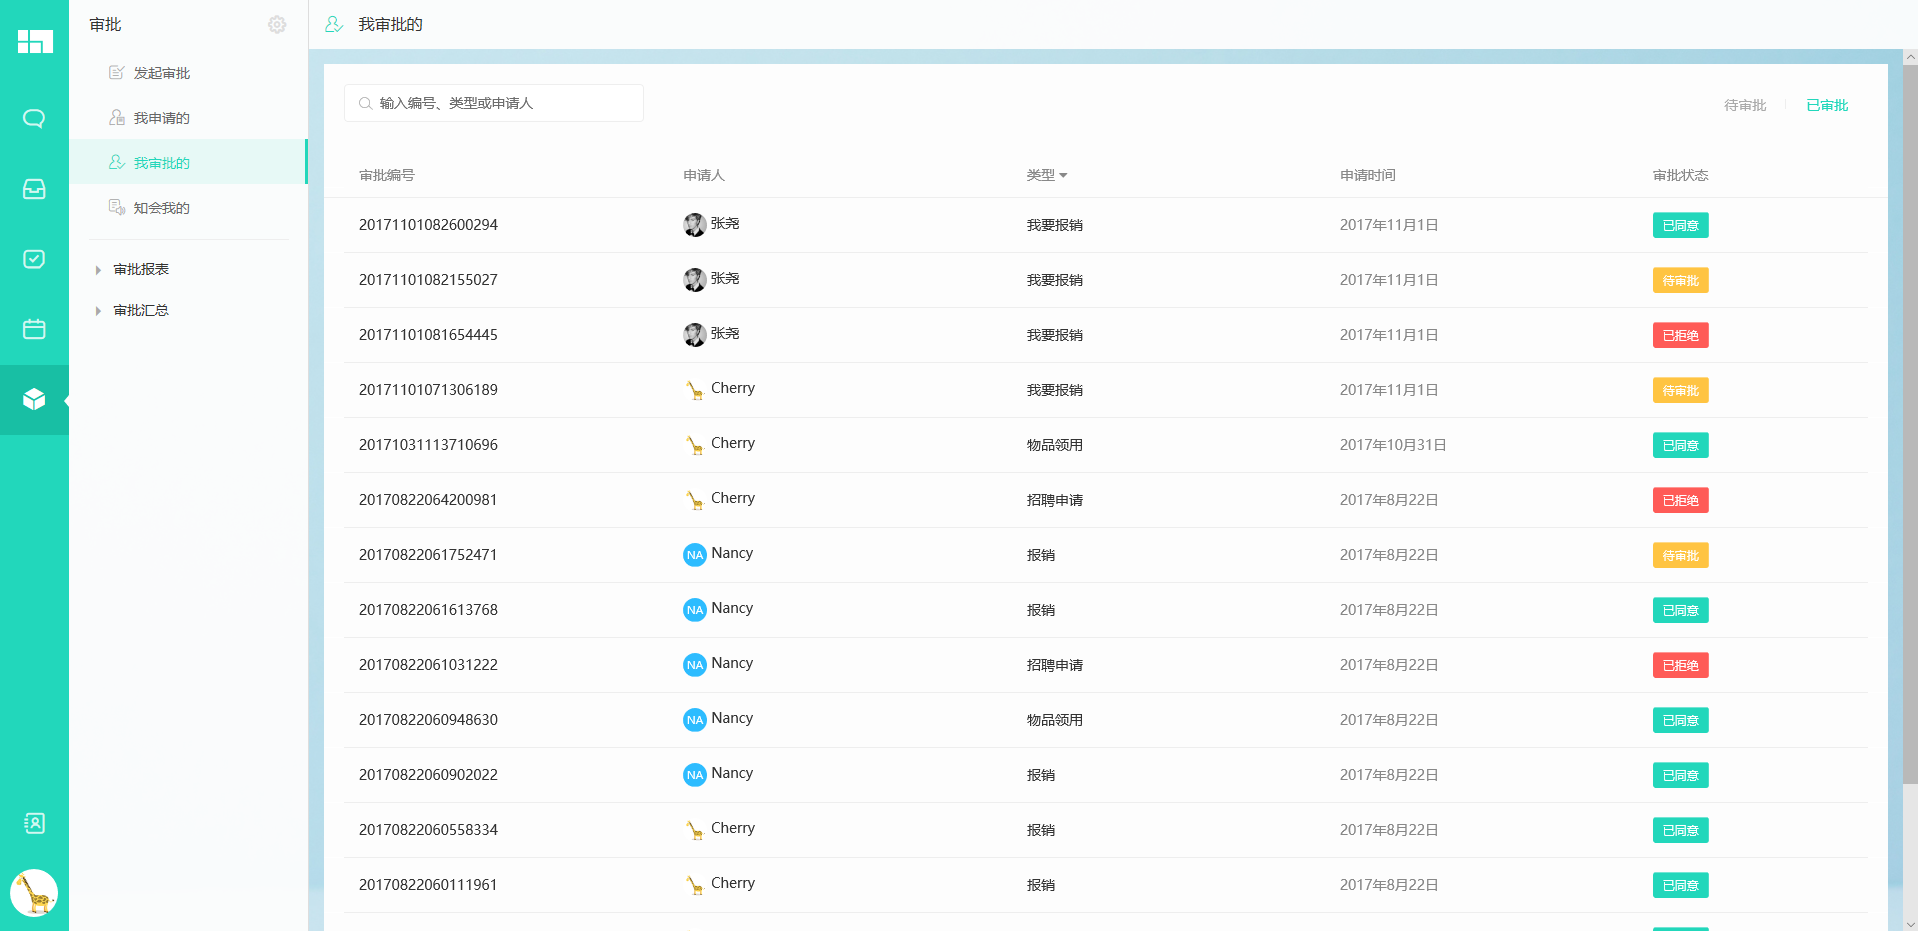 审批
发起审批
我申请的
我审批的
知会我的
审批报表
审批汇总
我审批的
输入编号、类型或申请人
待审批 已审批
审批编号 申请人 类型 申请时间 审批状态
20171101082600294 张尧 我要报销 2017年11月1日 已同意
20171101082155027 张尧 我要报销 2017年11月1日 待审批
20171101081654445 张尧 我要报销 2017年11月1日 已拒绝
20171101071306189 Cherry 我要报销 2017年11月1日 待审批
20171031113710696 Cherry 物品领用 2017年10月31日 已同意
20170822064200981 Cherry 招聘申请 2017年8月22日 已拒绝
20170822061752471 NA Nancy 报销 2017年8月22日 待审批
20170822061613768 NA Nancy 报销 2017年8月22日 已同意
20170822061031222 NA Nancy 招聘申请 2017年8月22日 已拒绝
20170822060948630 NA Nancy 物品领用 2017年8月22日 已同意
20170822060902022 NA Nancy 报销 2017年8月22日 已同意
20170822060558334 Cherry 报销 2017年8月22日 已同意
20170822060111961 Cherry 报销 2017年8月22日 已同意